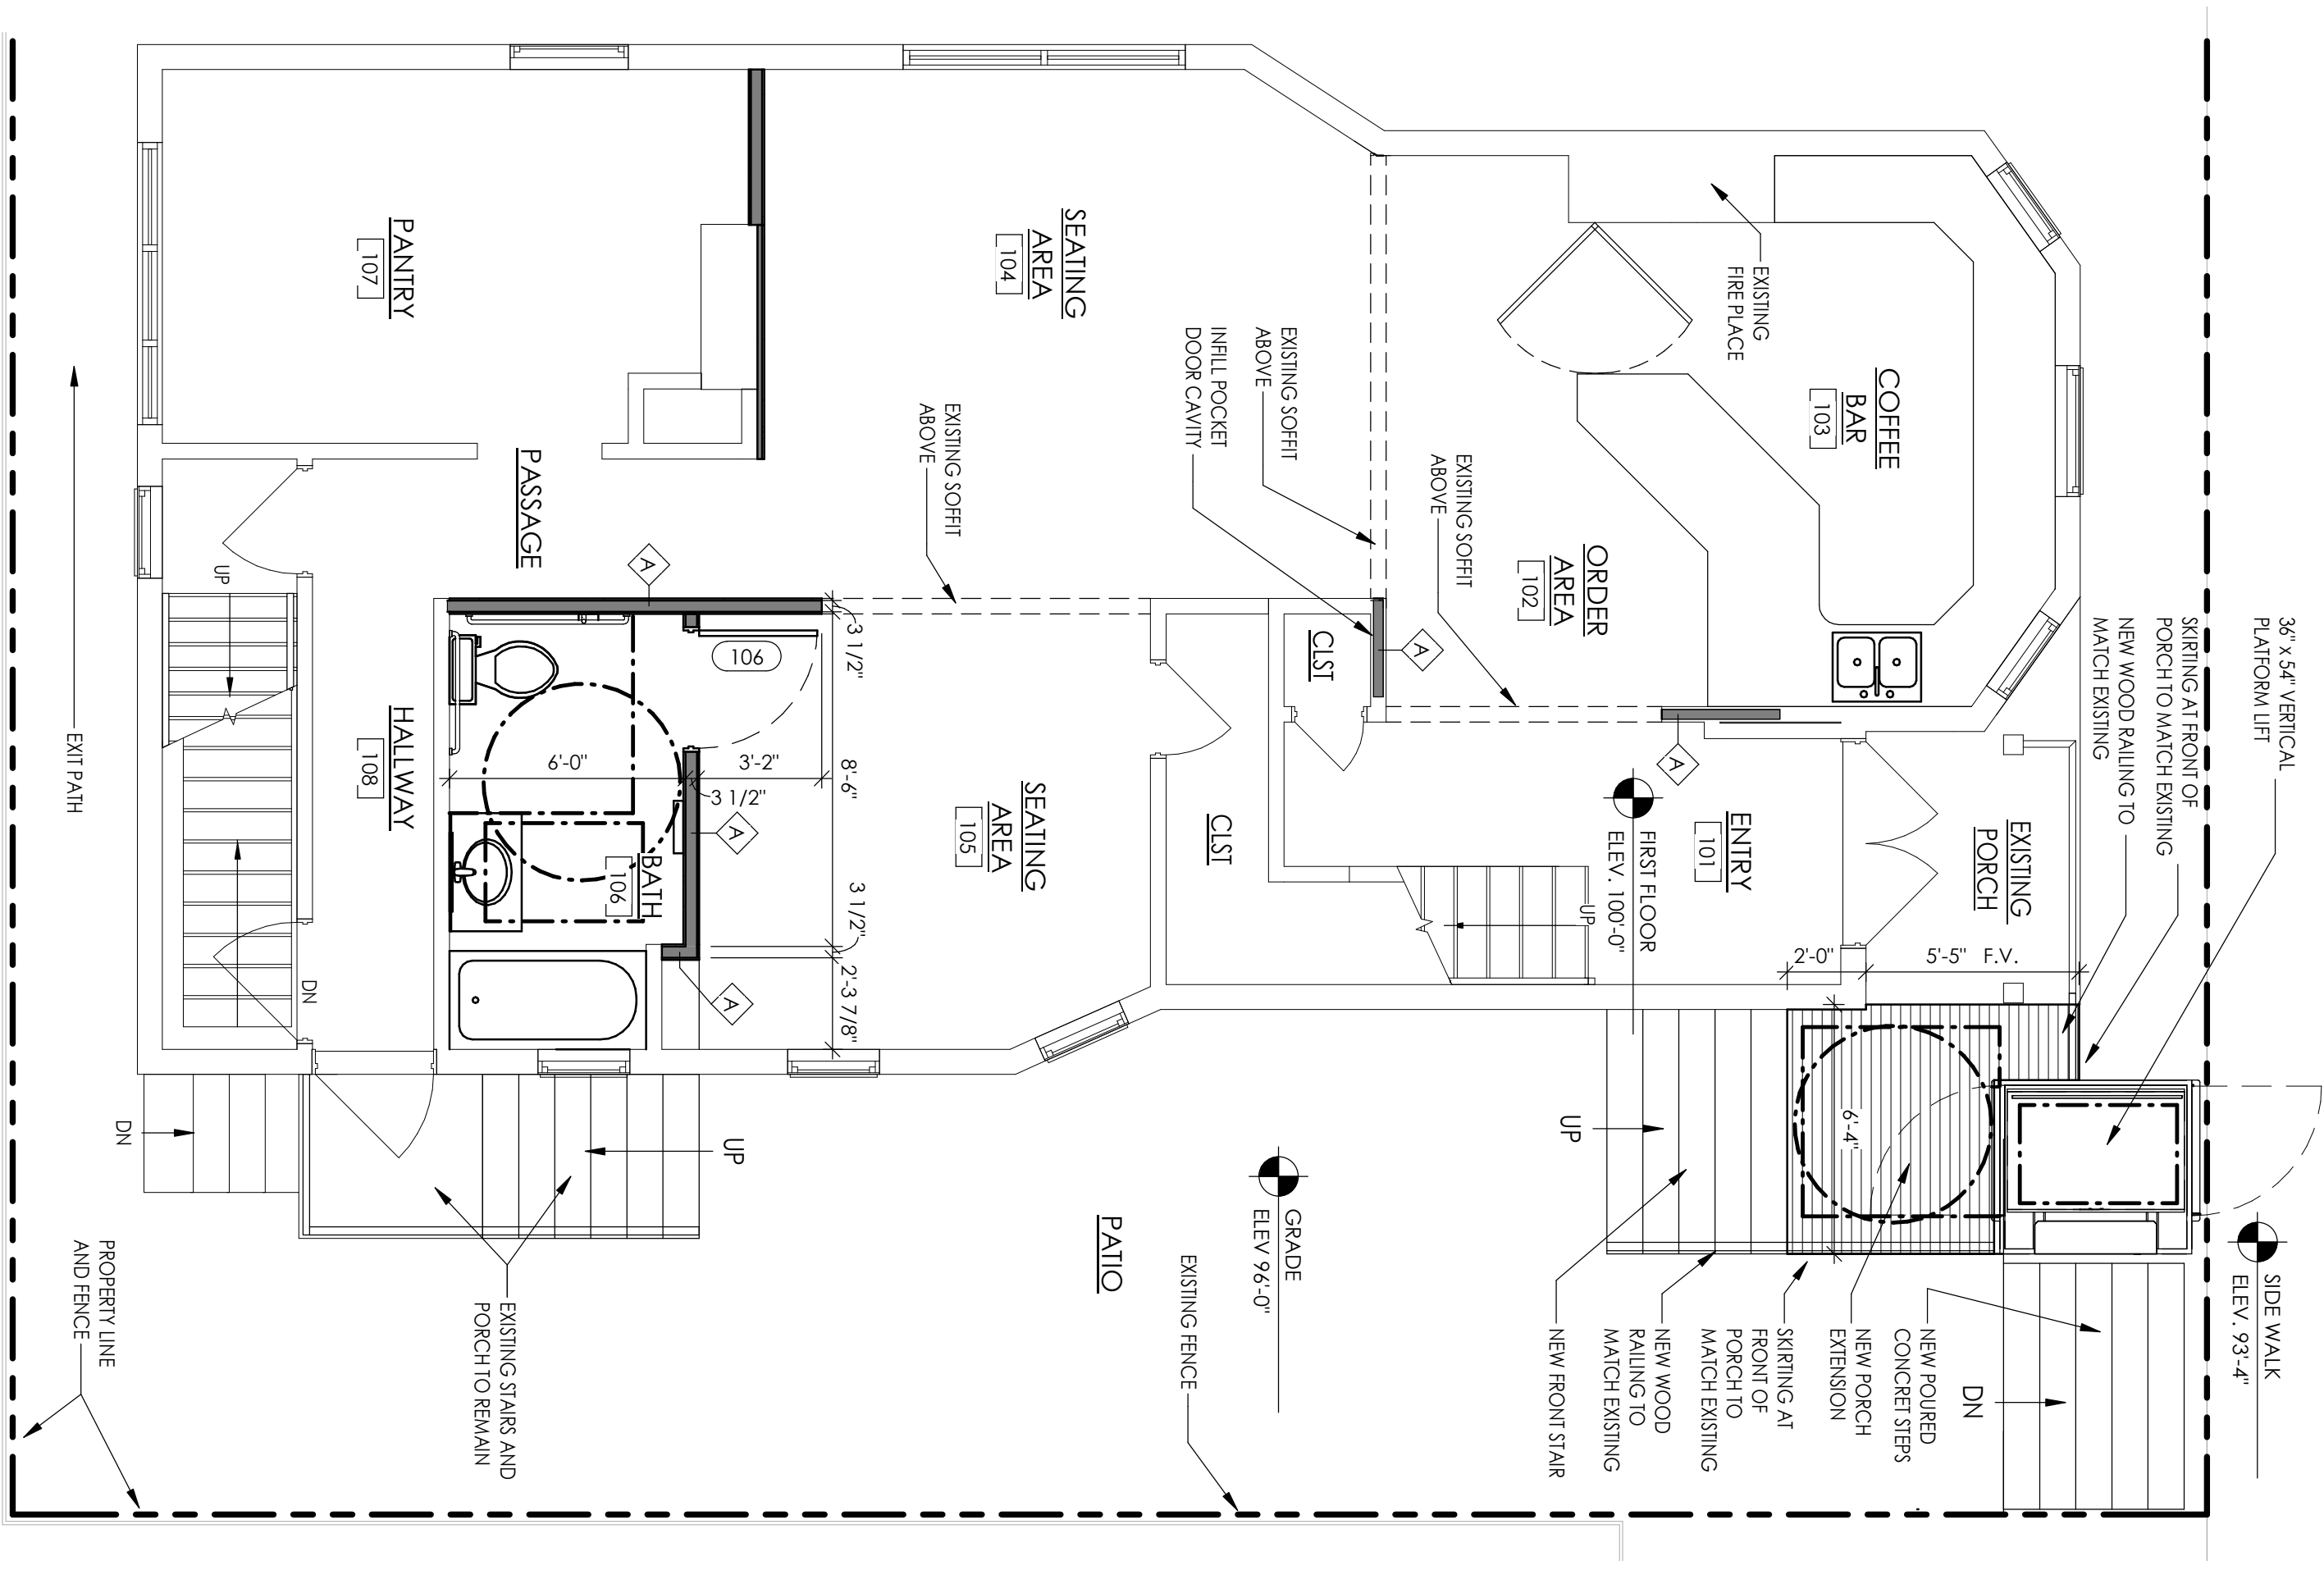 36" x 54" VERTICAL
PLATFORM LIFT
SKIRTING AT FRONT OF
PORCH TO MATCH EXISTING
NEW WOOD RAILING TO
MATCH EXISTING
SIDE WALK
ELEV. 93'-4"
EXISTING
PORCH
5'-5" F.V.
2'-0"
6'-4"
NEW POURED
CONCRET STEPS
DN
NEW PORCH
EXTENSION
SKIRTING AT
FRONT OF
PORCH TO
MATCH EXISTING
NEW WOOD
RAILING TO
MATCH EXISTING
NEW FRONT STAIR
UP
COFFEE
BAR
103
EXISTING
FIRE PLACE
ENTRY
101
A
FIRST FLOOR
ELEV. 100'-0"
UP
ORDER
AREA
102
EXISTING SOFFIT
ABOVE
A
CLST
EXISTING SOFFIT
ABOVE
INFILL POCKET
DOOR CAVITY
CLST
GRADE
ELEV 96'-0"
EXISTING FENCE
PATIO
SEATING
AREA
104
SEATING
AREA
105
EXISTING SOFFIT
ABOVE
3 1/2"
8'-6"
3 1/2"
2'-3 7/8"
106
3'-2"
3 1/2"
6'-0"
A
A
A
BATH
106
UP
PASSAGE
EXISTING STAIRS AND
PORCH TO REMAIN
PANTRY
107
HALLWAY
108
DN
UP
DN
PROPERTY LINE
AND FENCE
EXIT PATH